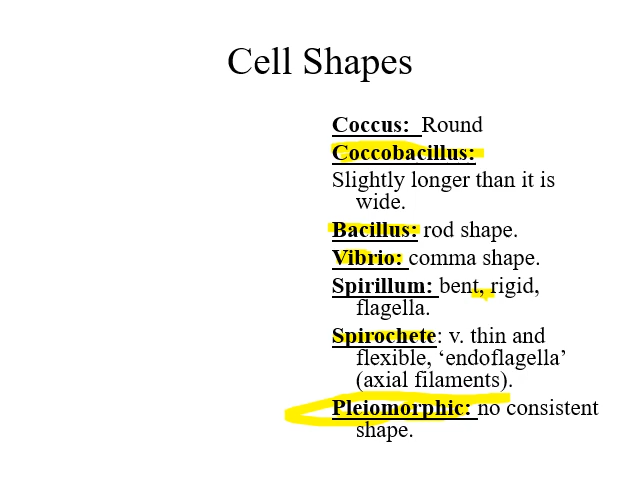 Cell Shapes
Coccus: Round
Coccobacillus:
Slightly longer than it is
wide.
Bacillus: rod shape.
Vibrio: comma shape.
Spirillum: bent, rigid,
flagella.
Spirochete: v. thin and
flexible, ‘endoflagella’
(axial filaments).
Pleiomorphic: no consistent
shape.